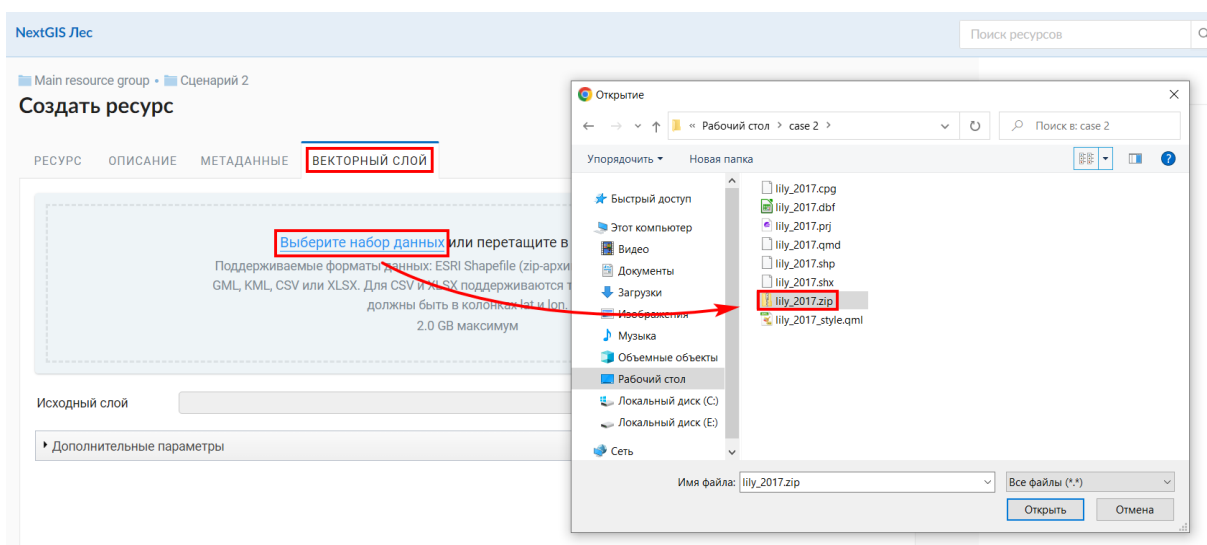 NextGIS Лес
Поиск ресурсов
Main resource group • Сценарий 2
Создать ресурс
РЕСУРС ОПИСАНИЕ МЕТАДАННЫЕ ВЕКТОРНЫЙ СЛОЙ
Выберите набор данных или перетащите в
Поддерживаемые форматы данных: ESRI Shapefile (zip-архи
GML, KML, CSV или XLSX. Для CSV и XLSX поддерживаются т
должны быть в колонках lat и lon.
2.0 GB максимум
Исходный слой
Дополнительные параметры
Открытие
« Рабочий стол › case 2 ›
Поиск в: case 2
Упорядочить Новая папка
Быстрый доступ
Этот компьютер
Видео
Документы
Загрузки
Изображения
Музыка
Объемные объекты
Рабочий стол
Локальный диск (C:)
Локальный диск (E:)
Сеть
lily_2017.cpg
lily_2017.dbf
lily_2017.prj
lily_2017.qmd
lily_2017.shp
lily_2017.shx
lily_2017.zip
lily_2017_style.qml
Имя файла: lily_2017.zip
Все файлы (*.*)
Открыть Отмена